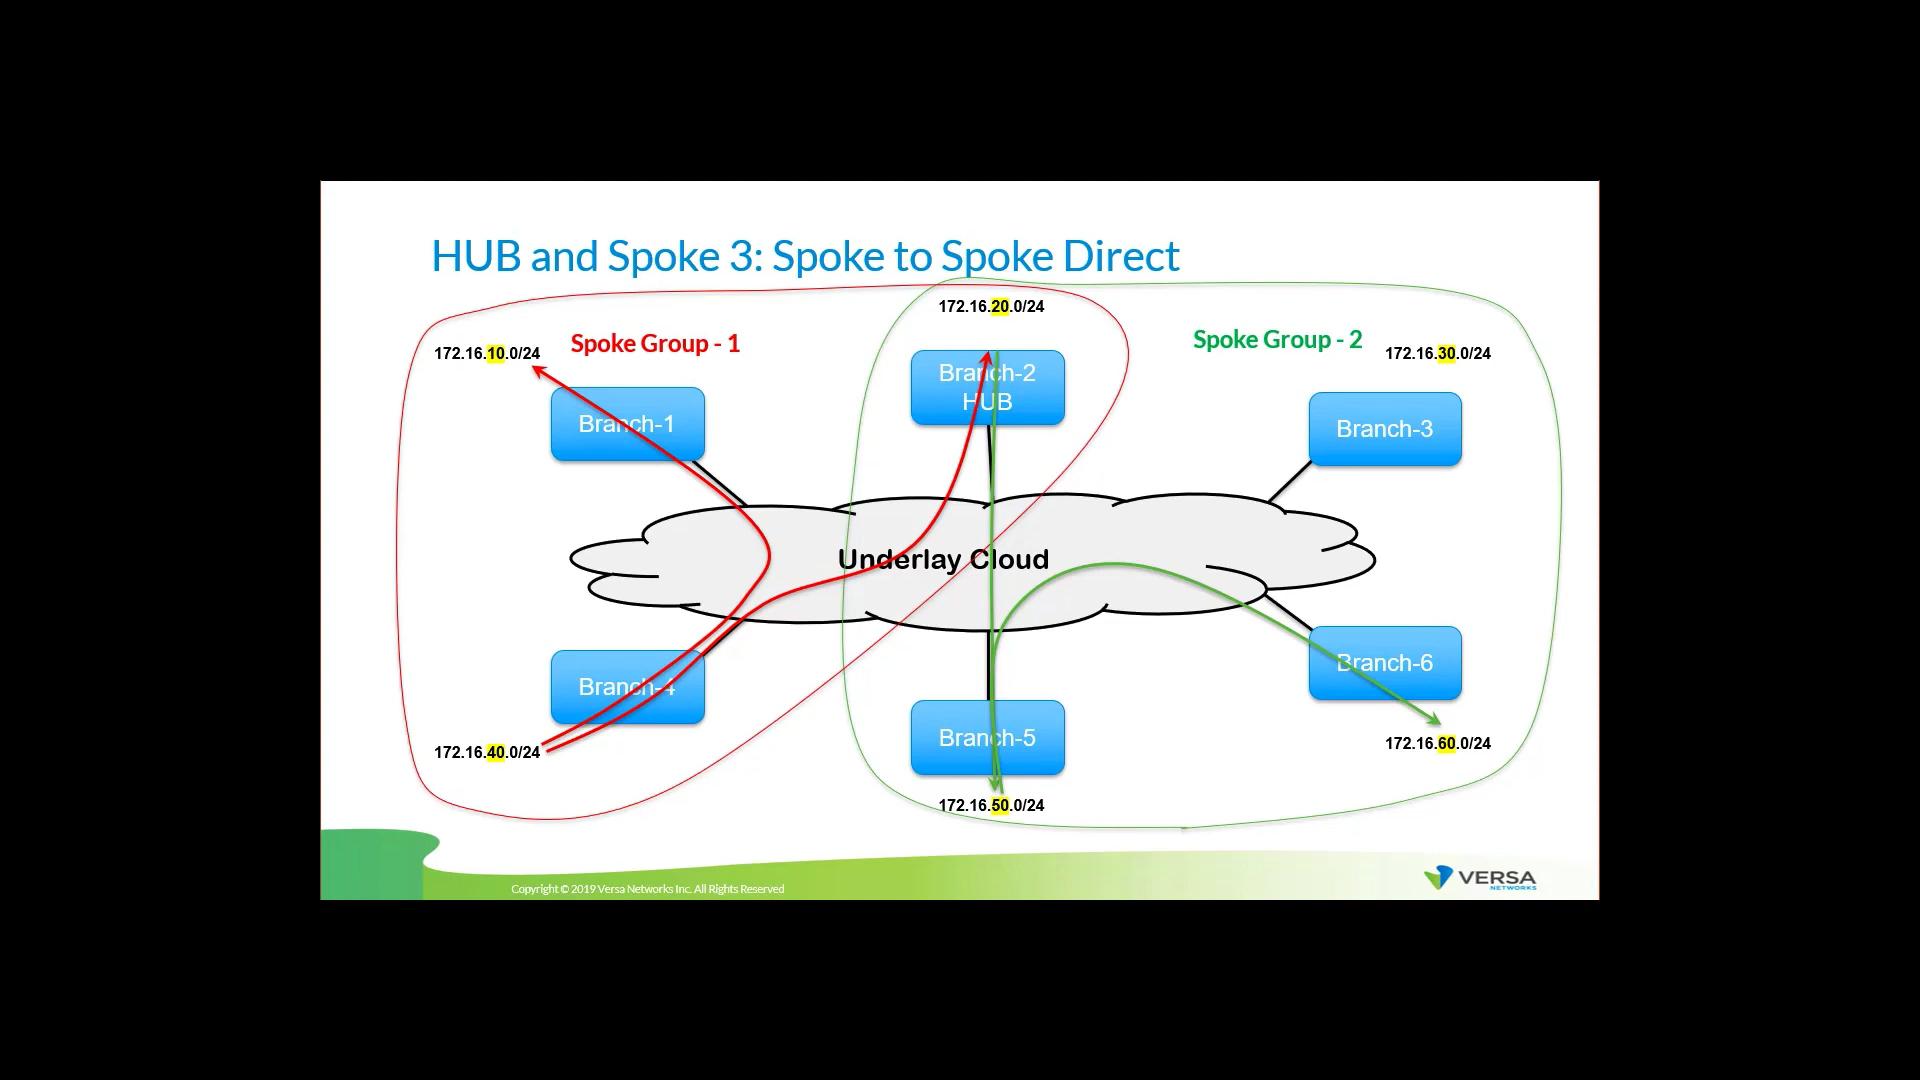 HUB and Spoke 3: Spoke to Spoke Direct
172.16.20.0/24
Spoke Group - 1
Spoke Group - 2
172.16.10.0/24
172.16.30.0/24
Branch-1
Branch-2
HUB
Branch-3
Underlay Cloud
Branch-4
Branch-5
Branch-6
172.16.40.0/24
172.16.50.0/24
172.16.60.0/24
Copyright © 2019 Versa Networks Inc. All Rights Reserved
VERSA
NETWORKS